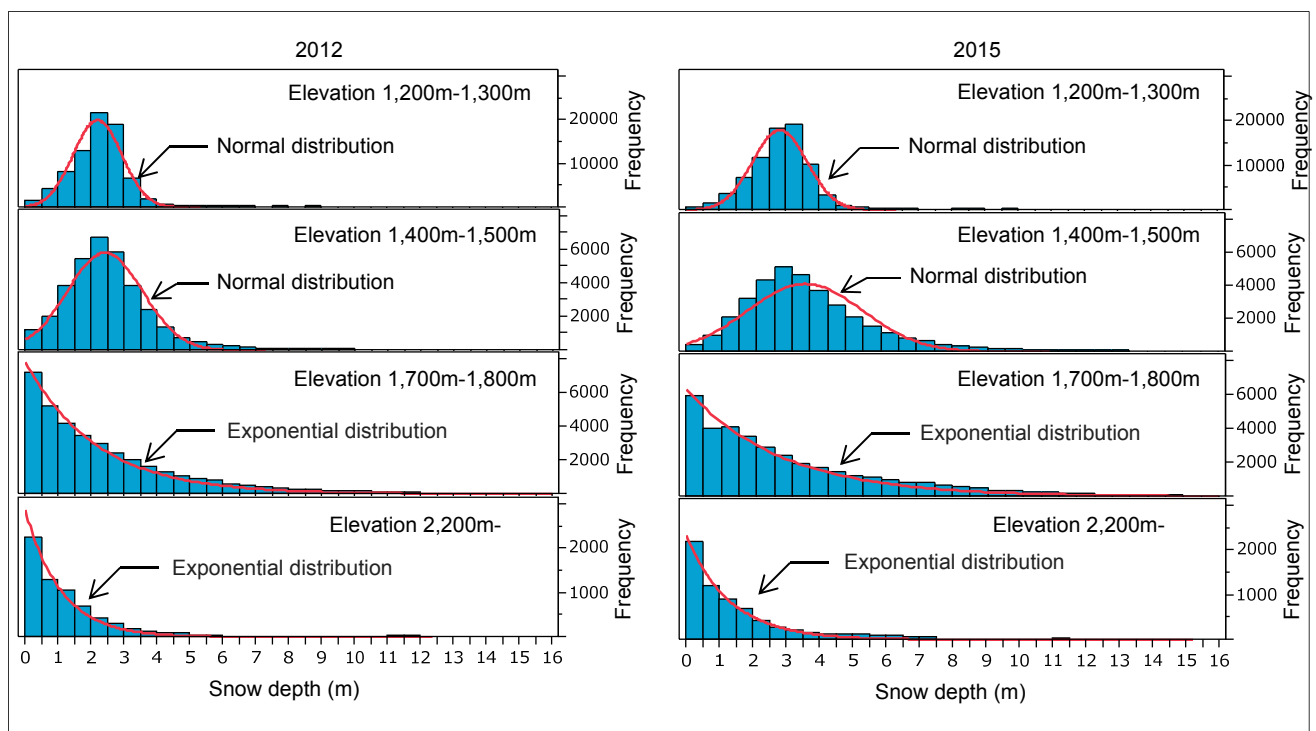 2012
Elevation 1,200m-1,300m
Normal distribution
20000
10000
Frequency
Elevation 1,400m-1,500m
Normal distribution
6000
4000
2000
Frequency
Elevation 1,700m-1,800m
Exponential distribution
6000
4000
2000
Frequency
Elevation 2,200m-
Exponential distribution
2000
1000
Frequency
0 1 2 3 4 5 6 7 8 9 10 11 12 13 14 15 16
Snow depth (m)
2015
Elevation 1,200m-1,300m
Normal distribution
20000
10000
Frequency
Elevation 1,400m-1,500m
Normal distribution
6000
4000
2000
Frequency
Elevation 1,700m-1,800m
Exponential distribution
6000
4000
2000
Frequency
Elevation 2,200m-
Exponential distribution
2000
1000
Frequency
0 1 2 3 4 5 6 7 8 9 10 11 12 13 14 15 16
Snow depth (m)